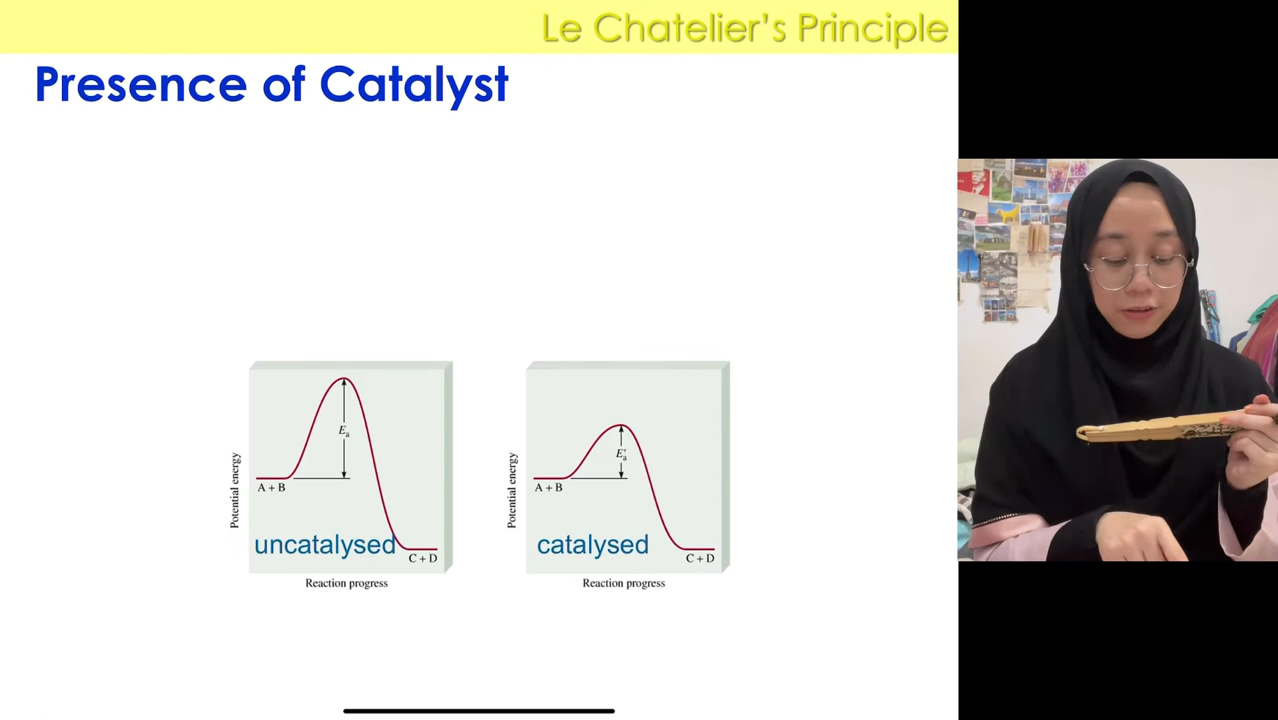 Le Chatelier's Principle
Presence of Catalyst
Potential energy
Eₐ
A + B
uncatalysed
C + D
Reaction progress
Potential energy
E′ₐ
A + B
catalysed
C + D
Reaction progress